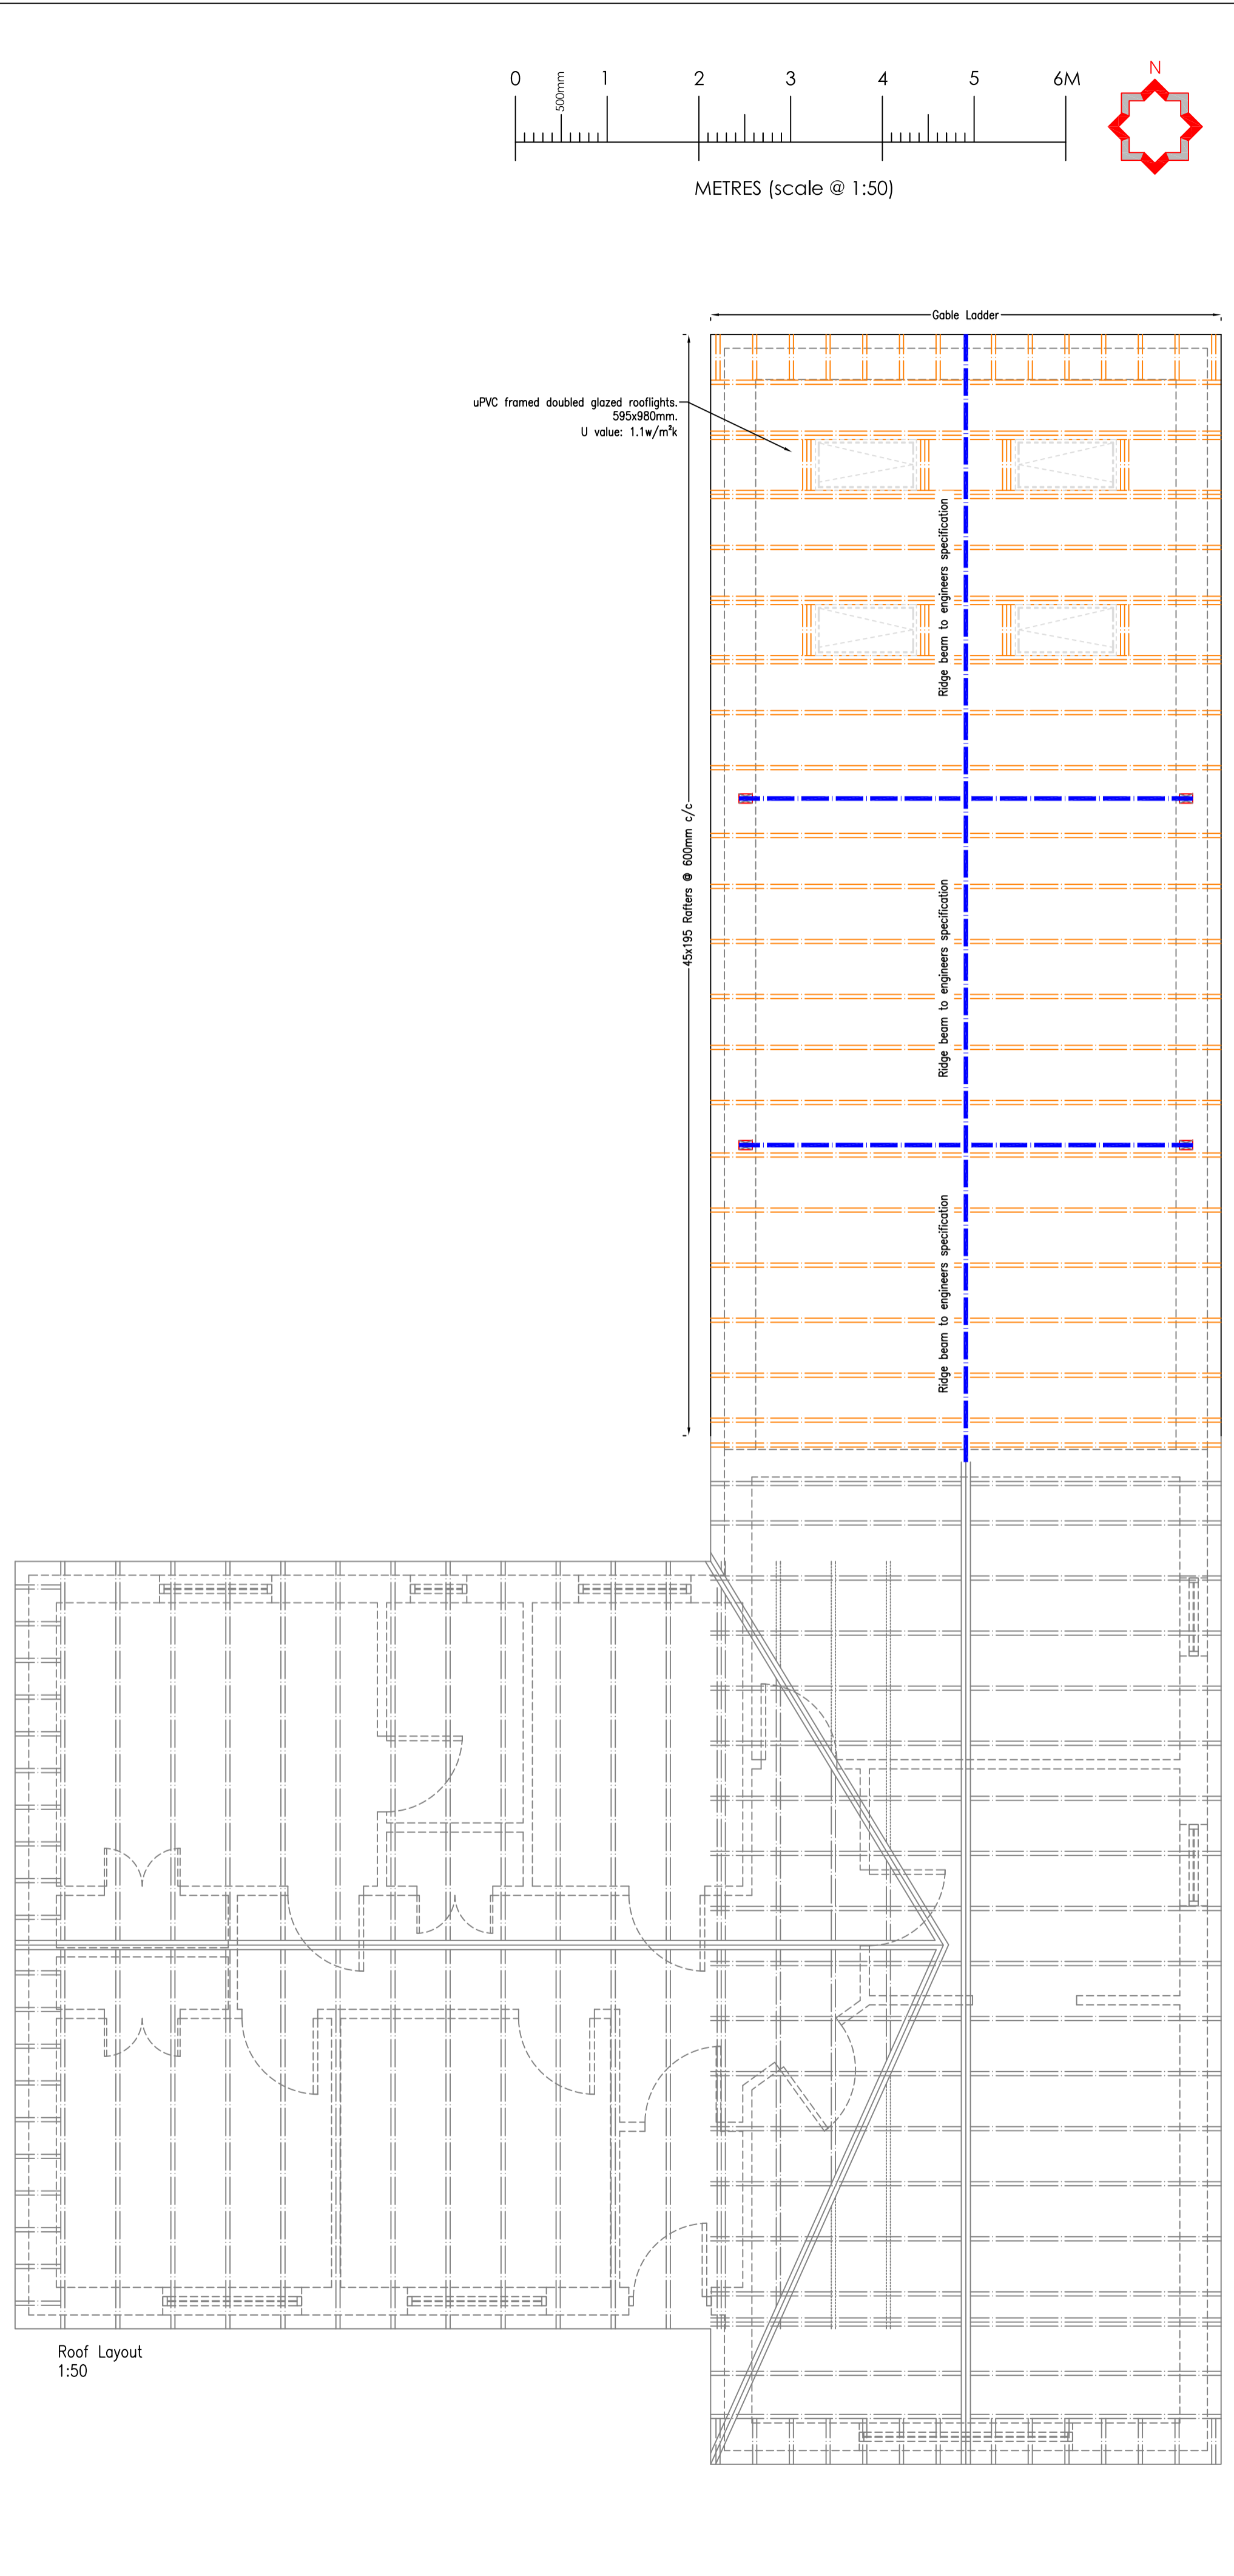 0 500mm 1 2 3 4 5 6M
N
METRES (scale @ 1:50)
Gable Ladder
uPVC framed doubled glazed rooflights.
595x980mm.
U value: 1.1w/m²k
Ridge beam to engineers specification
45x195 Rafters @ 600mm c/c
Ridge beam to engineers specification
Ridge beam to engineers specification
Roof Layout
1:50